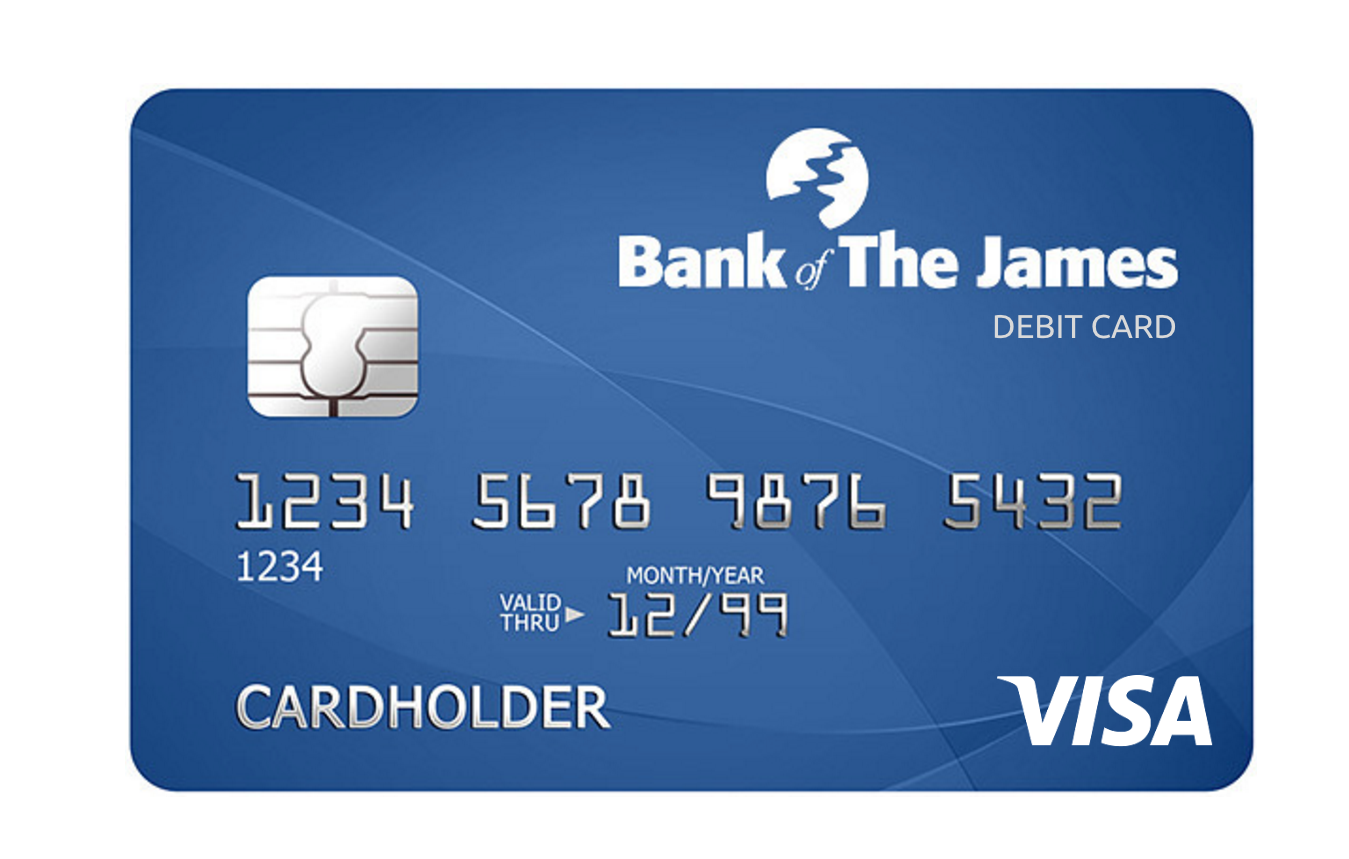 Bank of The James
DEBIT CARD
1234 5678 9876 5432
1234
MONTH/YEAR
VALID THRU 12/99
CARDHOLDER
VISA